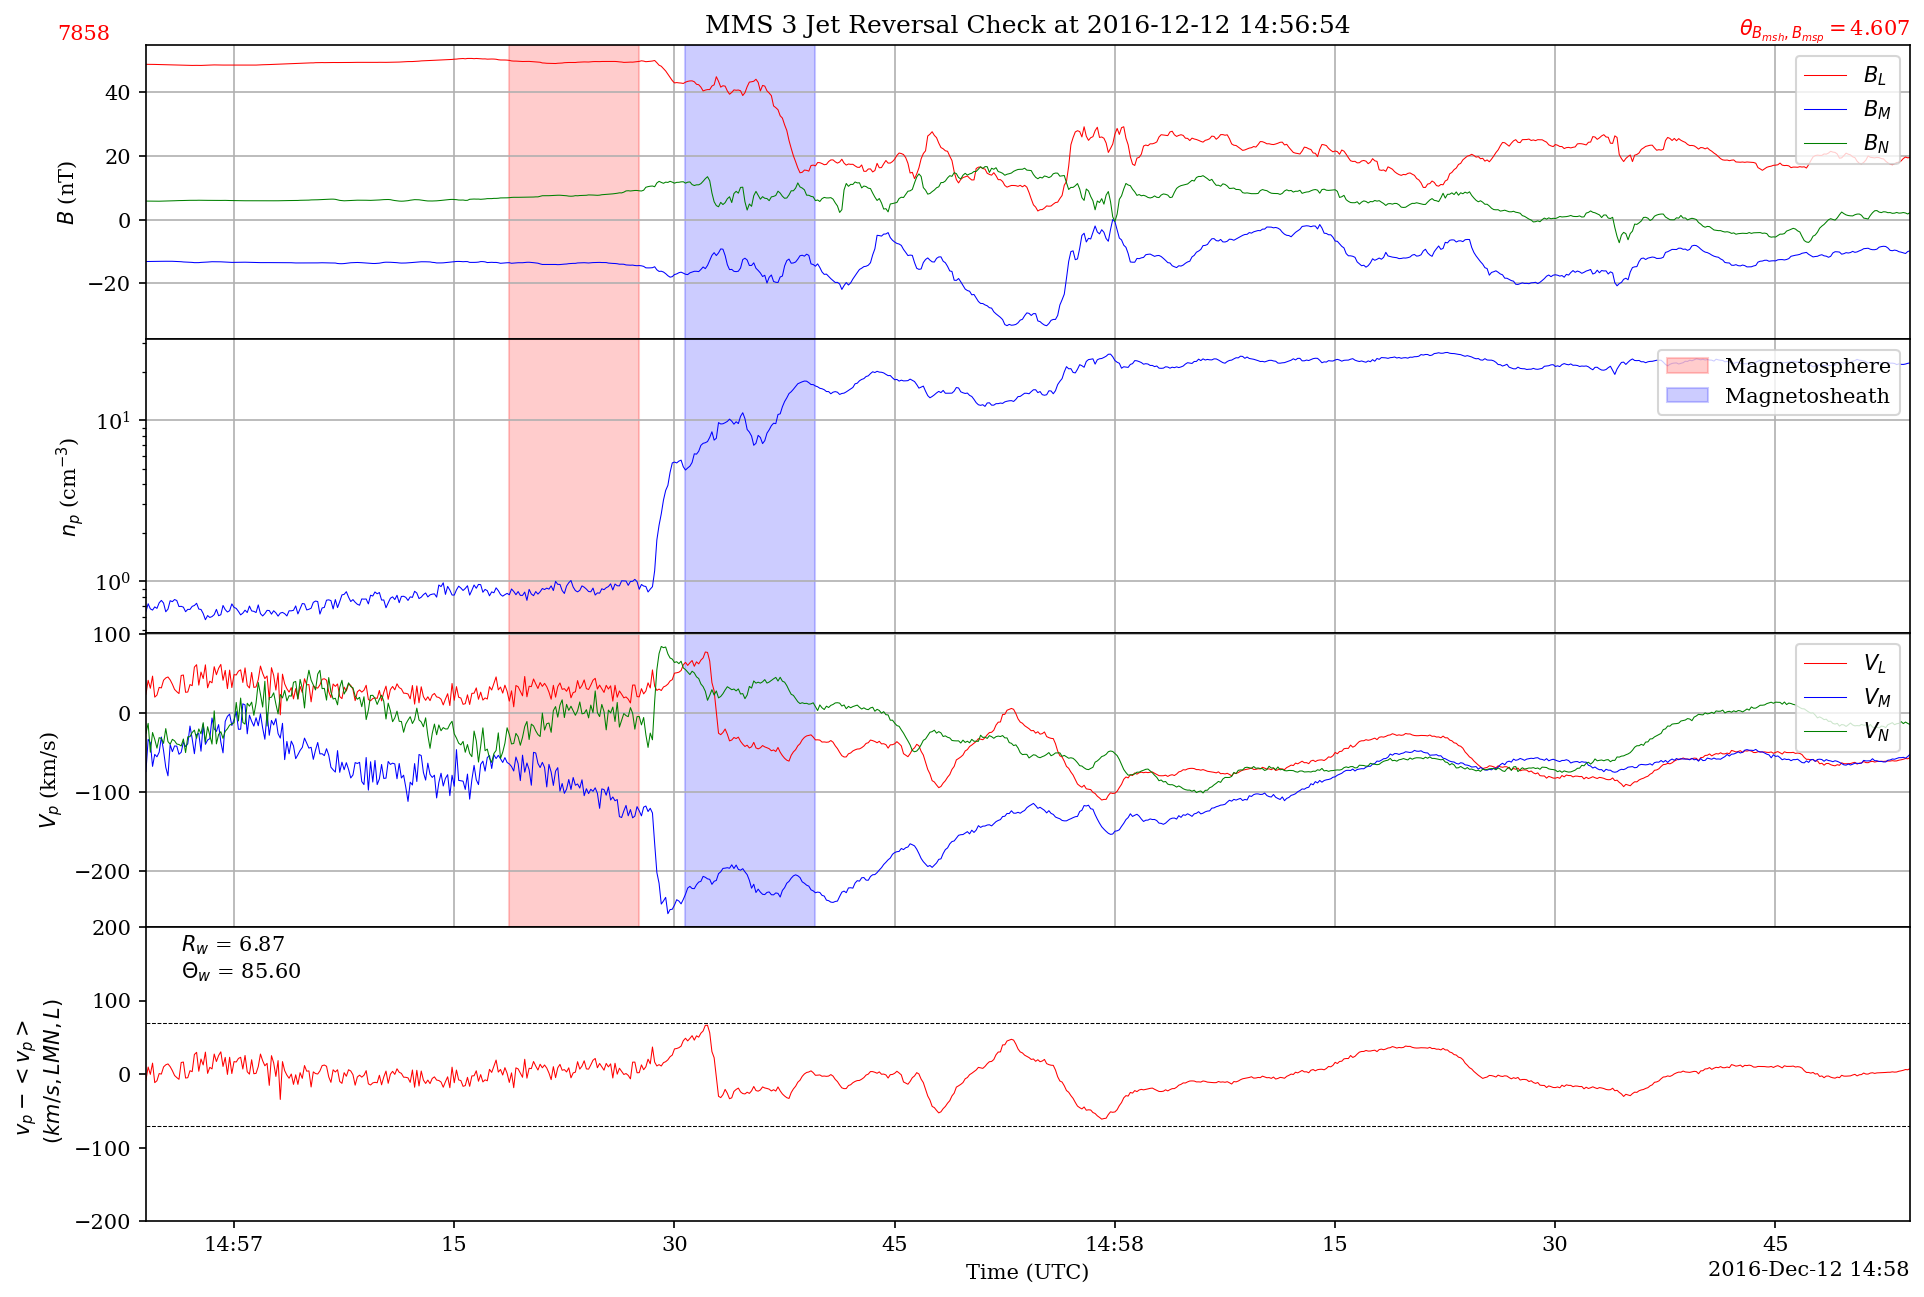 7858
MMS 3 Jet Reversal Check at 2016-12-12 14:56:54
θ_{B_{msh}, B_{msp}} = 4.607
B (nT)
40
20
0
−20
B_L
B_M
B_N
n_p (cm^{−3})
10^1
10^0
Magnetosphere
Magnetosheath
V_p (km/s)
100
0
−100
−200
V_L
V_M
V_N
v_p − < v_p >
(km/s, LMN, L)
200
100
0
−100
−200
R_w = 6.87
Θ_w = 85.60
14:57
15
30
45
14:58
15
30
45
Time (UTC)
2016-Dec-12 14:58